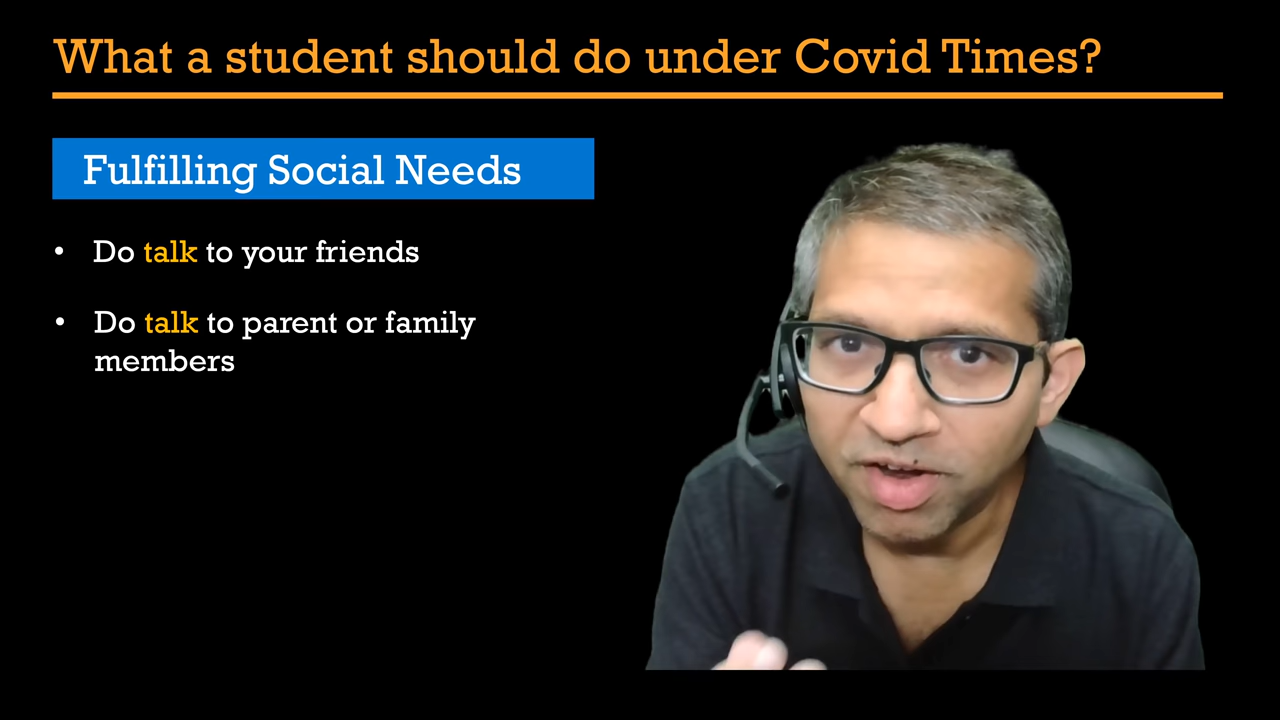 What a student should do under Covid Times?
Fulfilling Social Needs
• Do talk to your friends
• Do talk to parent or family
members